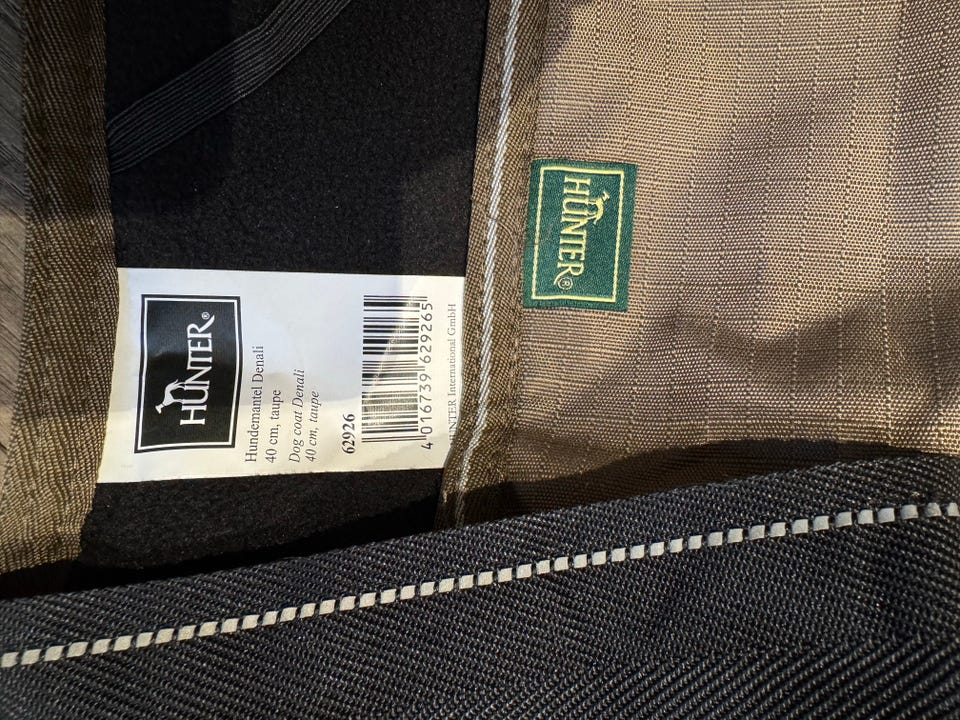 HUNTER®
Hundemantel Denali
40 cm, taupe
Dog coat Denali
40 cm, taupe
62926
4 016739 629265
HUNTER International GmbH
HUNTER®